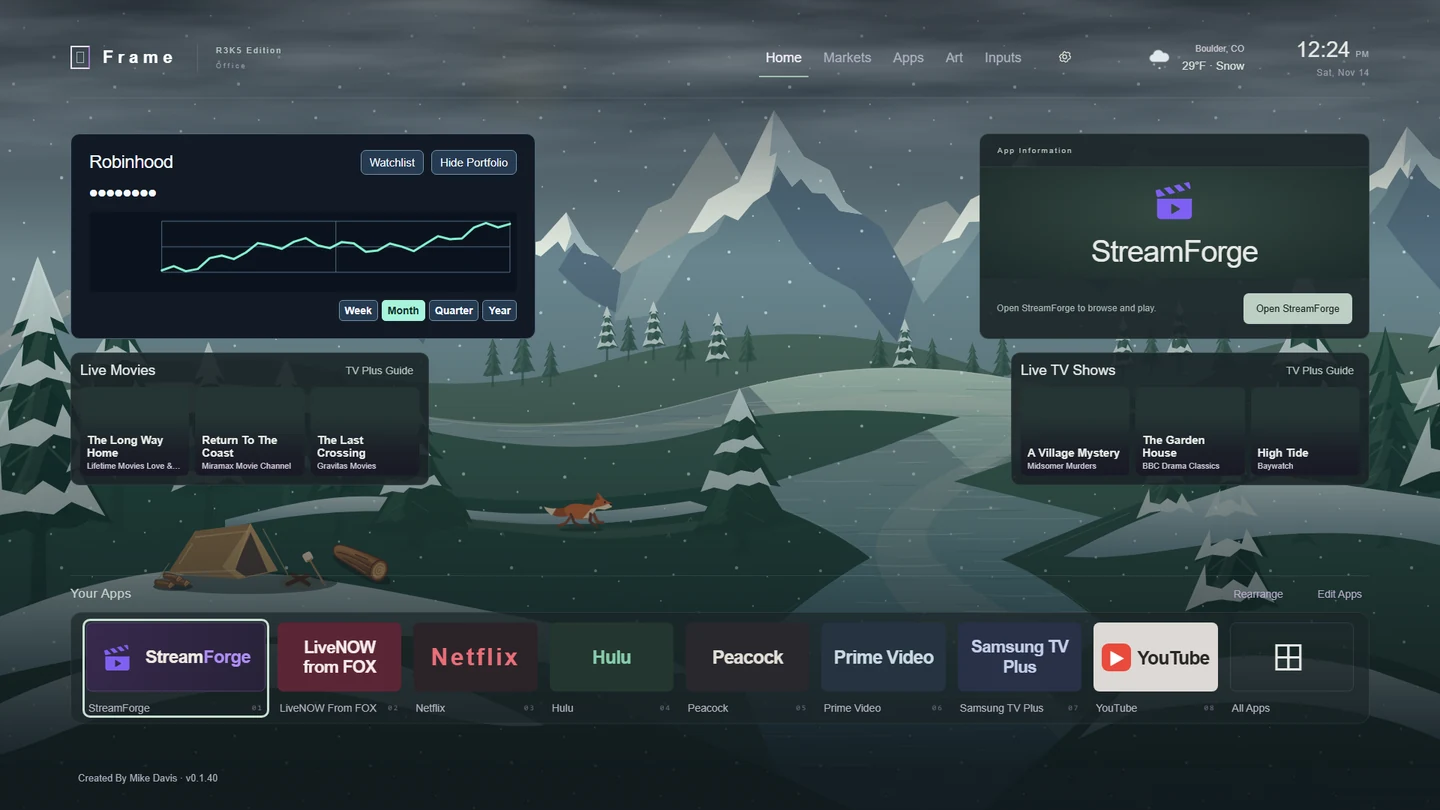 Frame
R3K5 Edition
Office
Home
Markets
Apps
Art
Inputs
Boulder, CO
29°F · Snow
12:24 PM
Sat, Nov 14
Robinhood
Watchlist
Hide Portfolio
●●●●●●●●
Week
Month
Quarter
Year
App Information
StreamForge
Open StreamForge to browse and play.
Open StreamForge
Live Movies
TV Plus Guide
The Long Way
Home
Lifetime Movies Love &...
Return To The
Coast
Miramax Movie Channel
The Last
Crossing
Gravitas Movies
Live TV Shows
TV Plus Guide
A Village Mystery
Midsomer Murders
The Garden
House
BBC Drama Classics
High Tide
Baywatch
Your Apps
Rearrange
Edit Apps
StreamForge
StreamForge
01
LiveNOW
from FOX
LiveNOW From FOX
02
Netflix
Netflix
03
Hulu
Hulu
04
Peacock
Peacock
05
Prime Video
Prime Video
06
Samsung TV
Plus
Samsung TV Plus
07
YouTube
YouTube
08
All Apps
Created By Mike Davis · v0.1.40